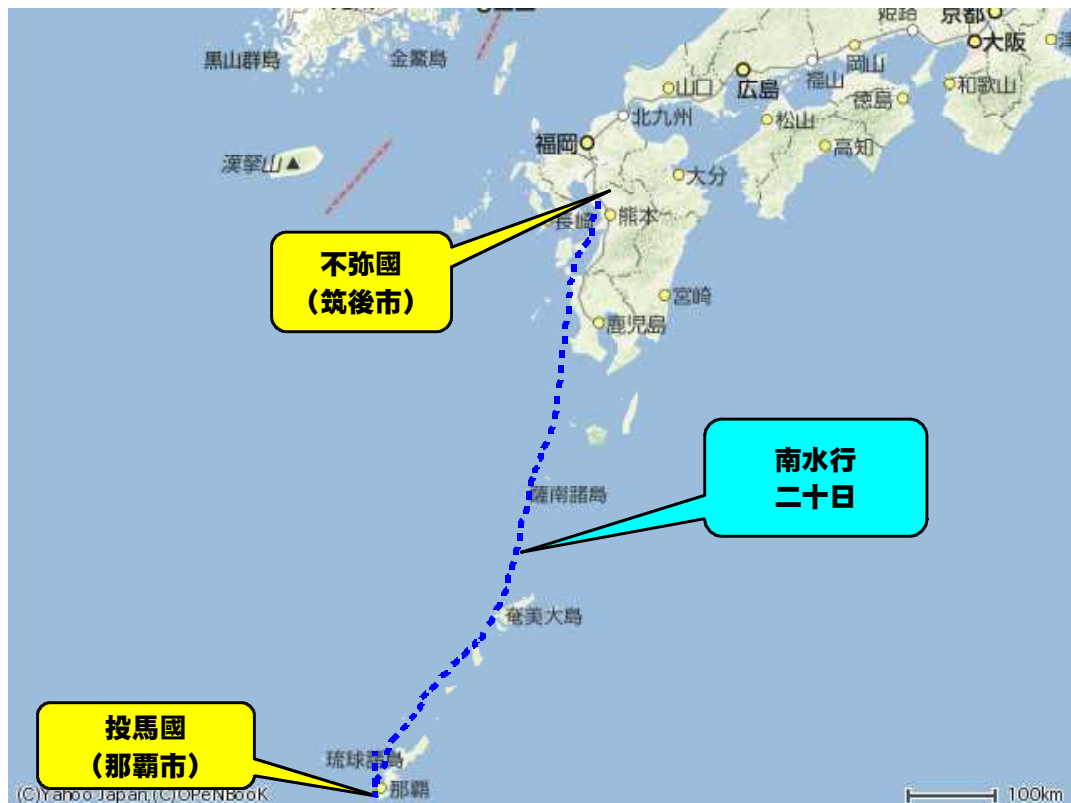 姫路
京都
大阪
津
黒山群島
金鰲島
岡山
福山
広島
山口
和歌山
徳島
北九州
松山
福岡
高知
漢拏山▲
大分
長崎
熊本
不弥國
(筑後市)
宮崎
鹿児島
南水行
二十日
薩南諸島
奄美大島
投馬國
(那覇市)
琉球諸島
那覇
(C)Yahoo Japan,(C)OPeNBooK
100km